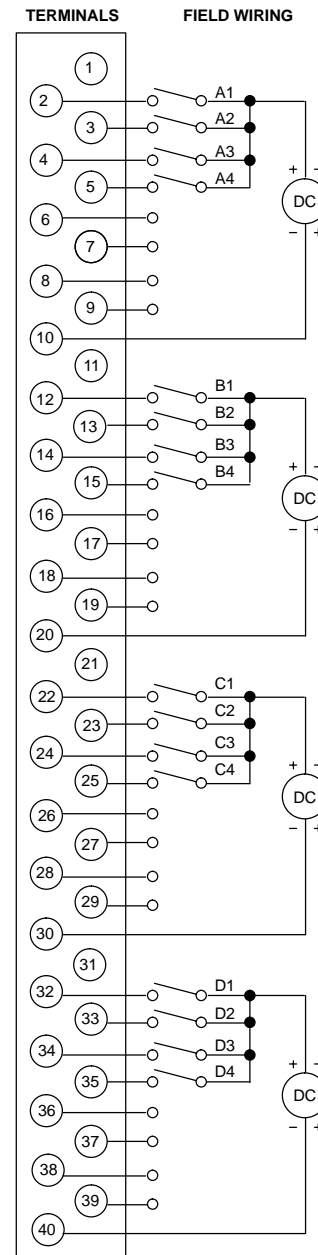 TERMINALS FIELD WIRING
1
2 A1
3 A2
4 A3
5 A4
+ −
DC
− +
6
7
8
9
10
11
12 B1
13 B2
14 B3
15 B4
+ −
DC
− +
16
17
18
19
20
21
22 C1
23 C2
24 C3
25 C4
+ −
DC
− +
26
27
28
29
30
31
32 D1
33 D2
34 D3
35 D4
+ −
DC
− +
36
37
38
39
40